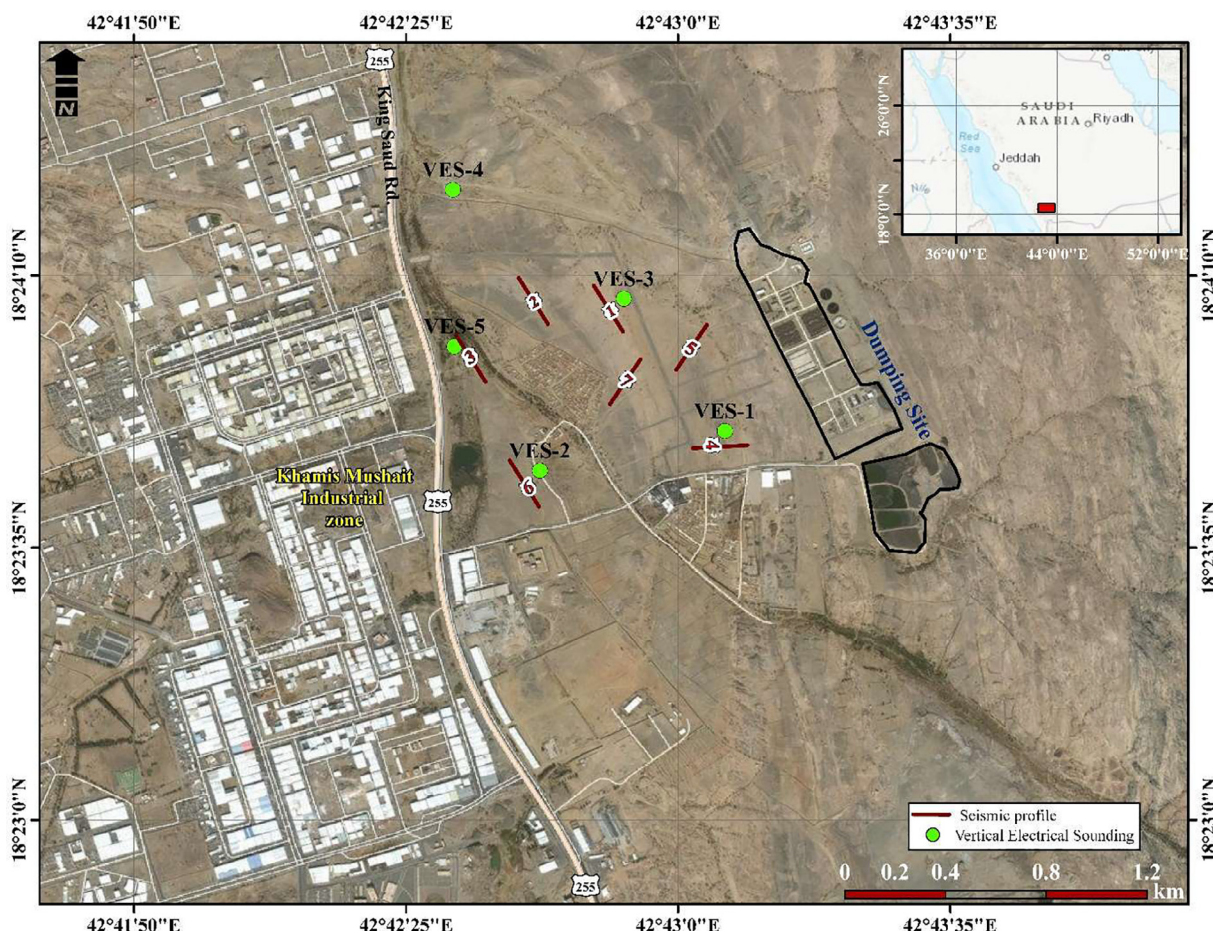 42°41'50"E
42°42'25"E
42°43'0"E
42°43'35"E
255
King Saud Rd.
N
SAUDI
ARABIA
Riyadh
Red
Sea
Jeddah
26°0'0"N
18°0'0"N
36°0'0"E
44°0'0"E
52°0'0"E
VES-4
18°24'10"N
18°24'10"N
2
1
VES-3
VES-5
3
5
7
Dumping Site
VES-1
4
VES-2
6
Khamis Mushait
Industrial
zone
255
18°23'35"N
18°23'35"N
18°23'0"N
18°23'0"N
Seismic profile
Vertical Electrical Sounding
0 0.2 0.4 0.8 1.2
km
255
42°41'50"E
42°42'25"E
42°43'0"E
42°43'35"E